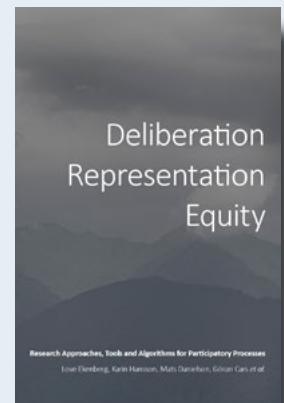 Deliberation
Representation
Equity
Research Approaches, Tools and Algorithms for Participatory Processes
Love Ekenberg, Karin Hansson, Mats Danielson, Göran Cars et al.